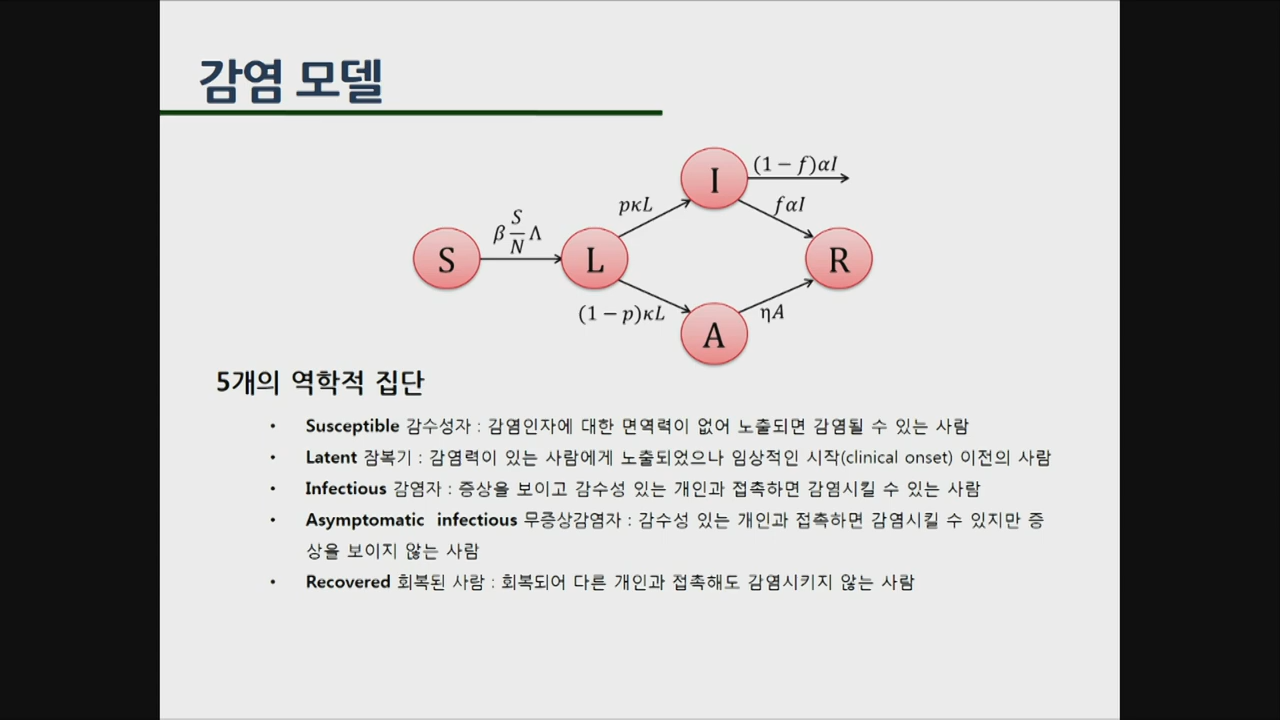 감염 모델
(1 − f)αI
I
pκL
fαI
β S/N Λ
S
L
R
(1 − p)κL
ηA
A
5개의 역학적 집단
• Susceptible 감수성자 : 감염인자에 대한 면역력이 없어 노출되면 감염될 수 있는 사람
• Latent 잠복기 : 감염력이 있는 사람에게 노출되었으나 임상적인 시작(clinical onset) 이전의 사람
• Infectious 감염자 : 증상을 보이고 감수성 있는 개인과 접촉하면 감염시킬 수 있는 사람
• Asymptomatic infectious 무증상감염자 : 감수성 있는 개인과 접촉하면 감염시킬 수 있지만 증
상을 보이지 않는 사람
• Recovered 회복된 사람 : 회복되어 다른 개인과 접촉해도 감염시키지 않는 사람